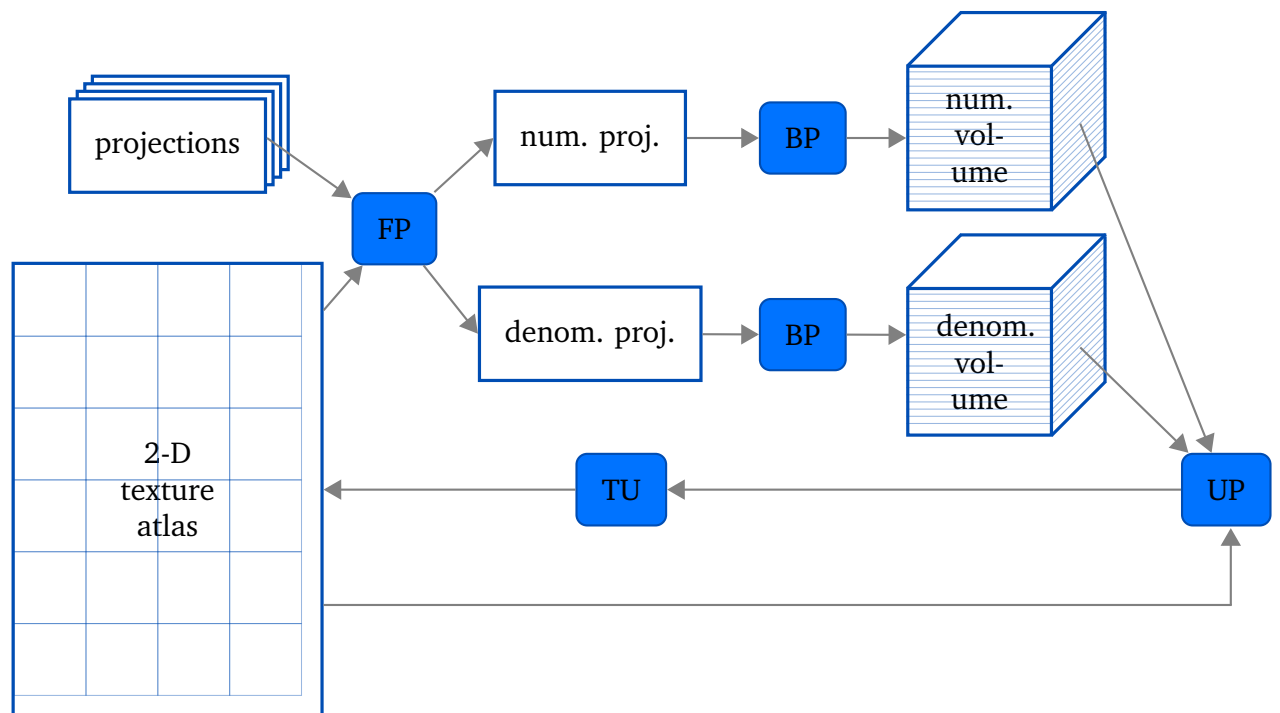 projections
FP
num. proj.
BP
num.
vol-
ume
denom. proj.
BP
denom.
vol-
ume
2-D
texture
atlas
TU
UP